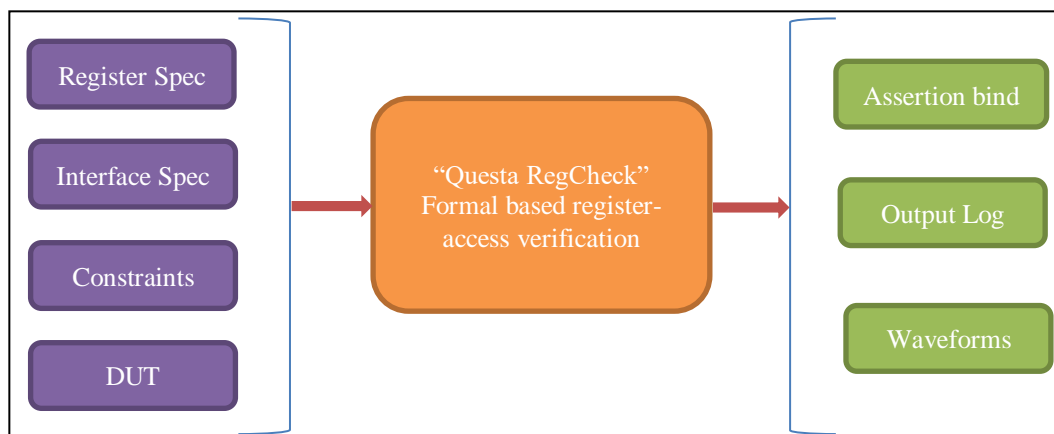 Register Spec
Interface Spec
Constraints
DUT
“Questa RegCheck”
Formal based register-
access verification
Assertion bind
Output Log
Waveforms